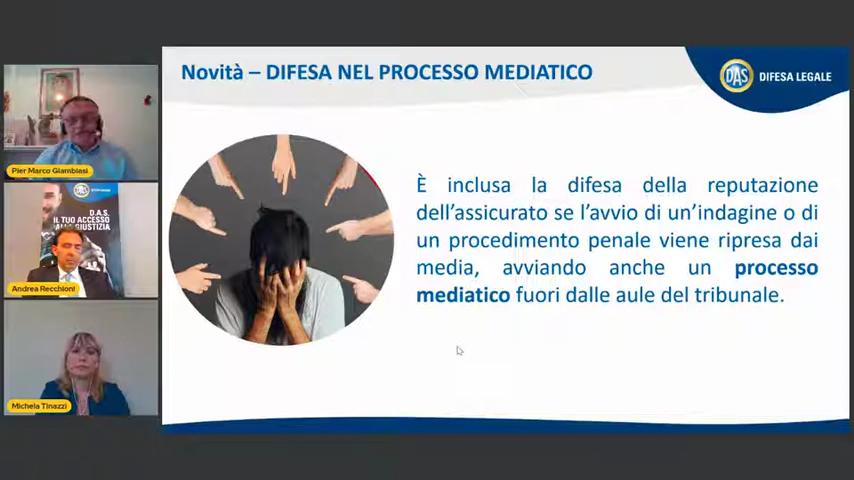 Novità – DIFESA NEL PROCESSO MEDIATICO
DAS
DIFESA LEGALE
Pier Marco Giambiasi
D.A.S.
IL TUO ACCESSO
ALLA GIUSTIZIA
Andrea Recchioni
Michela Tinazzi
È inclusa la difesa della reputazione
dell’assicurato se l’avvio di un’indagine o di
un procedimento penale viene ripresa dai
media, avviando anche un processo
mediatico fuori dalle aule del tribunale.